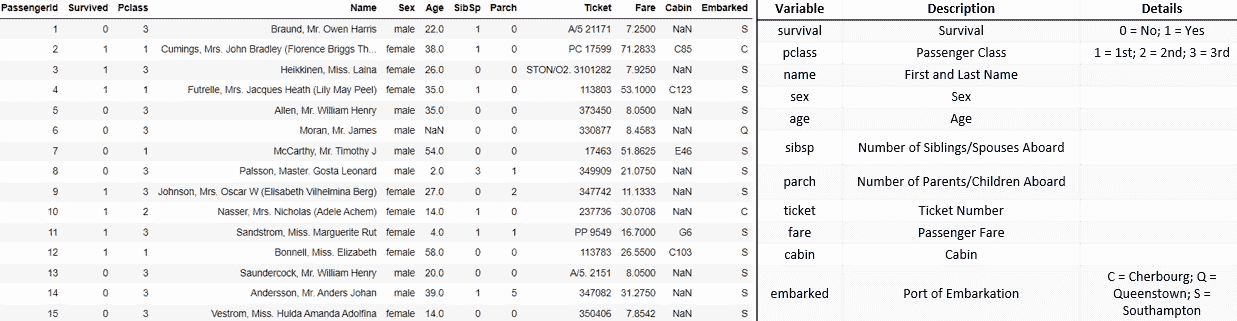 PassengerId Survived Pclass Name Sex Age SibSp Parch Ticket Fare Cabin Embarked
1 0 3 Braund, Mr. Owen Harris male 22.0 1 0 A/5 21171 7.2500 NaN S
2 1 1 Cumings, Mrs. John Bradley (Florence Briggs Th... female 38.0 1 0 PC 17599 71.2833 C85 C
3 1 3 Heikkinen, Miss. Laina female 26.0 0 0 STON/O2. 3101282 7.9250 NaN S
4 1 1 Futrelle, Mrs. Jacques Heath (Lily May Peel) female 35.0 1 0 113803 53.1000 C123 S
5 0 3 Allen, Mr. William Henry male 35.0 0 0 373450 8.0500 NaN S
6 0 3 Moran, Mr. James male NaN 0 0 330877 8.4583 NaN Q
7 0 1 McCarthy, Mr. Timothy J male 54.0 0 0 17463 51.8625 E46 S
8 0 3 Palsson, Master. Gosta Leonard male 2.0 3 1 349909 21.0750 NaN S
9 1 3 Johnson, Mrs. Oscar W (Elisabeth Vilhelmina Berg) female 27.0 0 2 347742 11.1333 NaN S
10 1 2 Nasser, Mrs. Nicholas (Adele Achem) female 14.0 1 0 237736 30.0708 NaN C
11 1 3 Sandstrom, Miss. Marguerite Rut female 4.0 1 1 PP 9549 16.7000 G6 S
12 1 1 Bonnell, Miss. Elizabeth female 58.0 0 0 113783 26.5500 C103 S
13 0 3 Saundercock, Mr. William Henry male 20.0 0 0 A/5. 2151 8.0500 NaN S
14 0 3 Andersson, Mr. Anders Johan male 39.0 1 5 347082 31.2750 NaN S
15 0 3 Vestrom, Miss. Hulda Amanda Adolfina female 14.0 0 0 350406 7.8542 NaN S
Variable Description Details
survival Survival 0 = No; 1 = Yes
pclass Passenger Class 1 = 1st; 2 = 2nd; 3 = 3rd
name First and Last Name
sex Sex
age Age
sibsp Number of Siblings/Spouses Aboard
parch Number of Parents/Children Aboard
ticket Ticket Number
fare Passenger Fare
cabin Cabin
embarked Port of Embarkation C = Cherbourg; Q =
Queenstown; S =
Southampton